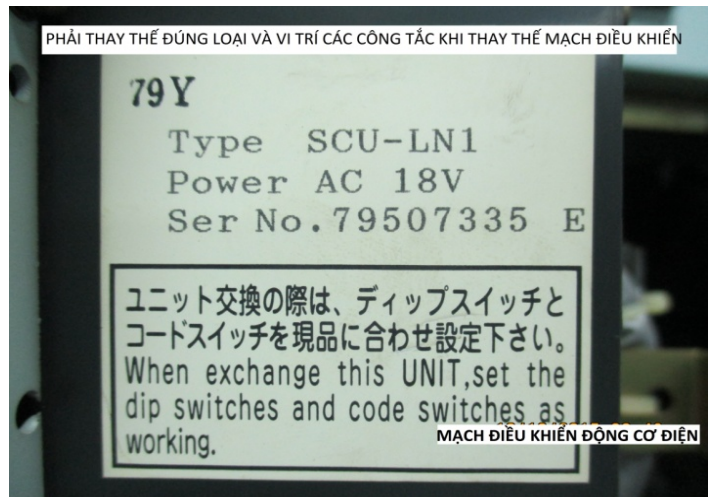 PHẢI THAY THẾ ĐÚNG LOẠI VÀ VI TRÍ CÁC CÔNG TẮC KHI THAY THẾ MẠCH ĐIỀU KHIỂN
79Y
Type SCU-LN1
Power AC 18V
Ser No.79507335 E
ユニット交換の際は、ディップスイッチと
コードスイッチを現品に合わせ設定下さい。
When exchange this UNIT,set the
dip switches and code switches as
working.
MẠCH ĐIỀU KHIỂN ĐỘNG CƠ ĐIỆN